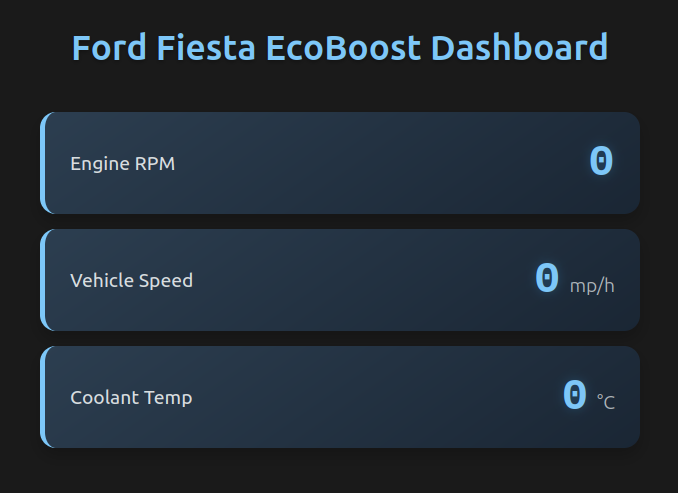 Ford Fiesta EcoBoost Dashboard
Engine RPM 0
Vehicle Speed 0 mp/h
Coolant Temp 0 °C